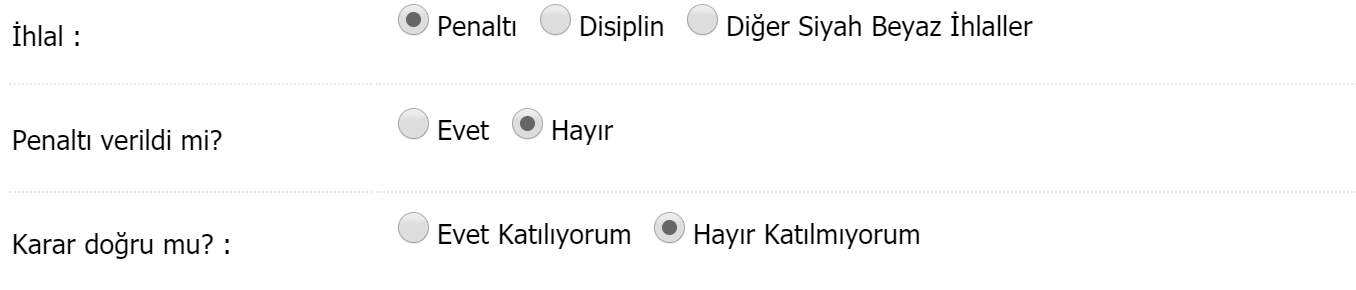 İhlal : Penaltı Disiplin Diğer Siyah Beyaz İhlaller
Penaltı verildi mi? Evet Hayır
Karar doğru mu? : Evet Katılıyorum Hayır Katılmıyorum